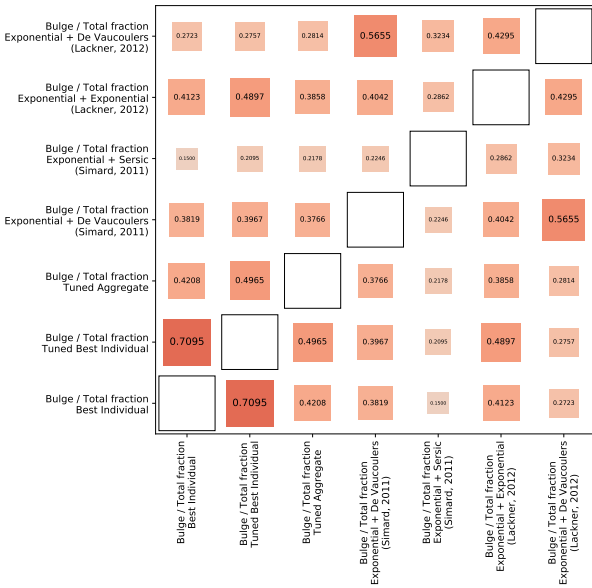 Bulge / Total fraction
Exponential + De Vaucoulers
(Lackner, 2012)
0.2723 0.2757 0.2814 0.5655 0.3234 0.4295
Bulge / Total fraction
Exponential + Exponential
(Lackner, 2012)
0.4123 0.4897 0.3858 0.4042 0.2862 0.4295
Bulge / Total fraction
Exponential + Sersic
(Simard, 2011)
0.1500 0.2095 0.2178 0.2246 0.2862 0.3234
Bulge / Total fraction
Exponential + De Vaucoulers
(Simard, 2011)
0.3819 0.3967 0.3766 0.2246 0.4042 0.5655
Bulge / Total fraction
Tuned Aggregate
0.4208 0.4965 0.3766 0.2178 0.3858 0.2814
Bulge / Total fraction
Tuned Best Individual
0.7095 0.4965 0.3967 0.2095 0.4897 0.2757
Bulge / Total fraction
Best Individual
0.7095 0.4208 0.3819 0.1500 0.4123 0.2723
Bulge / Total fraction
Best Individual
Bulge / Total fraction
Tuned Best Individual
Bulge / Total fraction
Tuned Aggregate
Bulge / Total fraction
Exponential + De Vaucoulers
(Simard, 2011)
Bulge / Total fraction
Exponential + Sersic
(Simard, 2011)
Bulge / Total fraction
Exponential + Exponential
(Lackner, 2012)
Bulge / Total fraction
Exponential + De Vaucoulers
(Lackner, 2012)